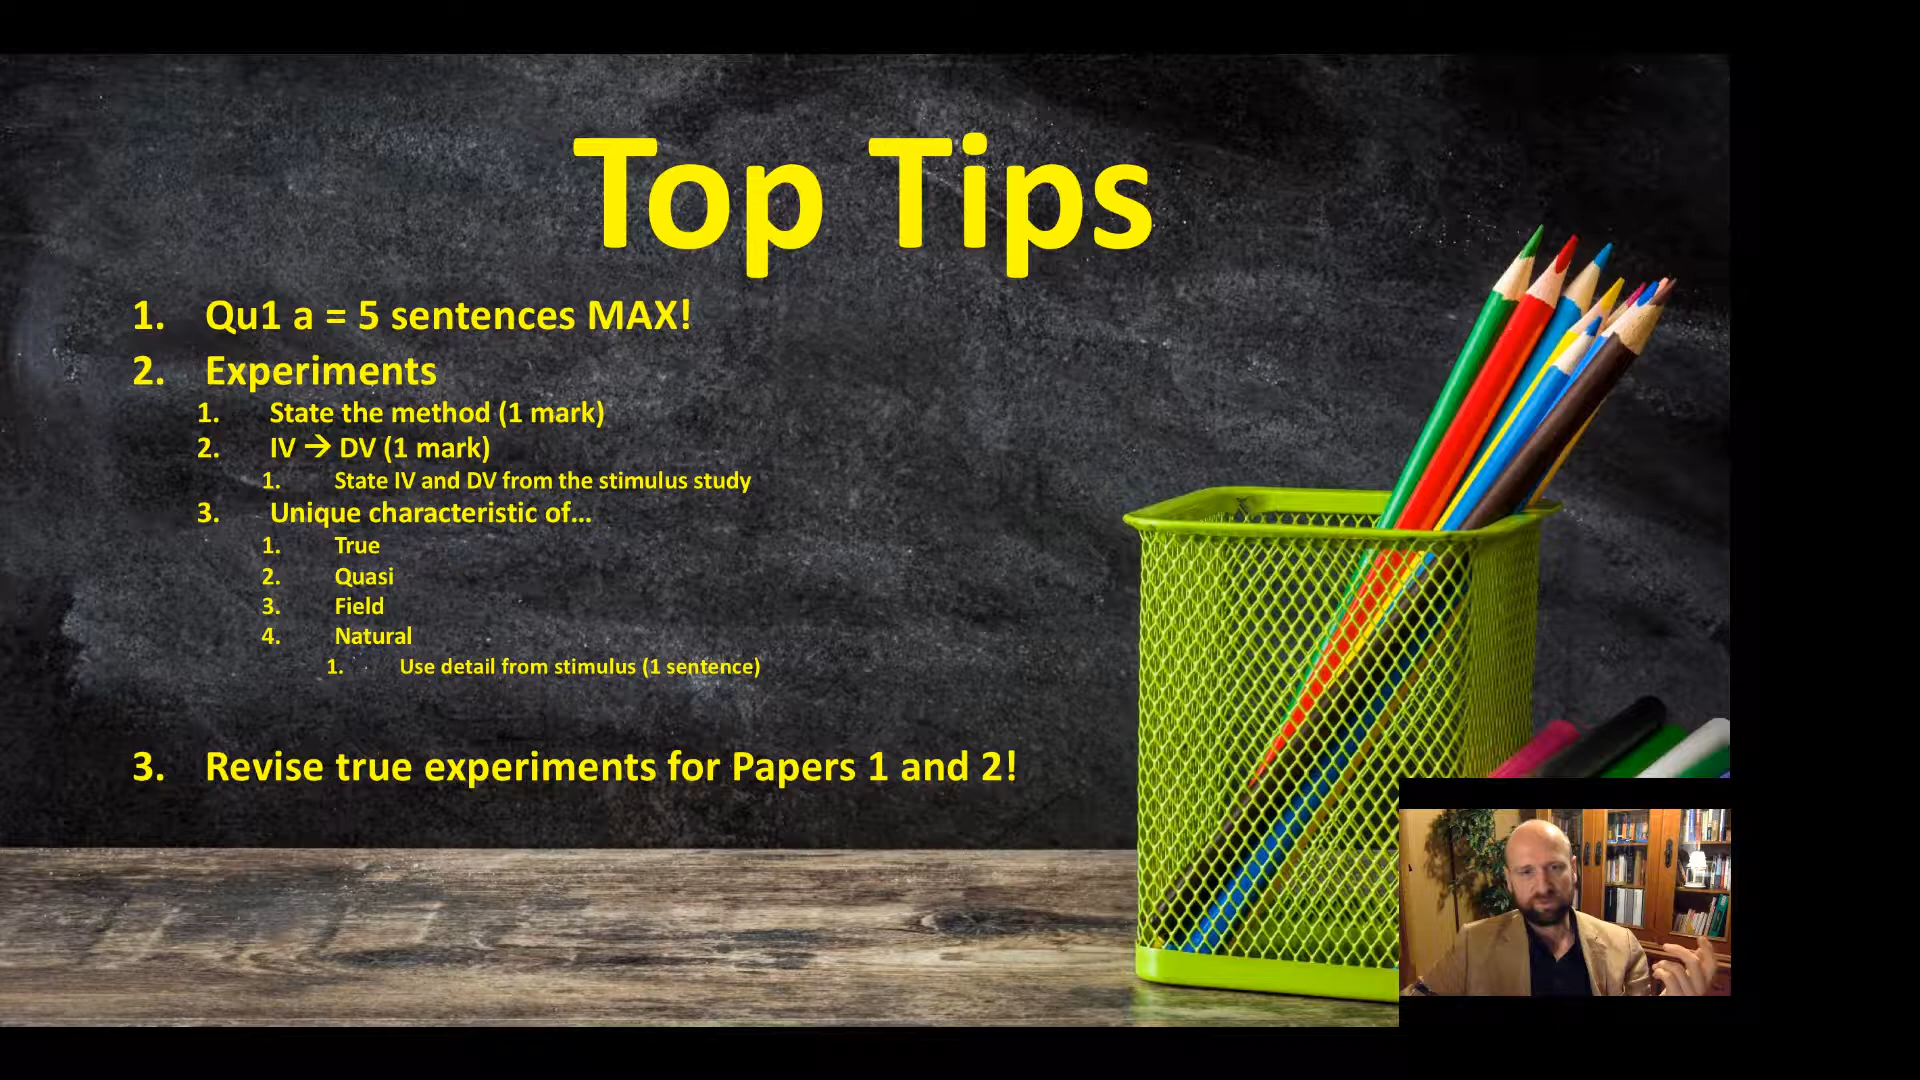 Top Tips
1. Qu1 a = 5 sentences MAX!
2. Experiments
1. State the method (1 mark)
2. IV → DV (1 mark)
1. State IV and DV from the stimulus study
3. Unique characteristic of...
1. True
2. Quasi
3. Field
4. Natural
1. Use detail from stimulus (1 sentence)
3. Revise true experiments for Papers 1 and 2!